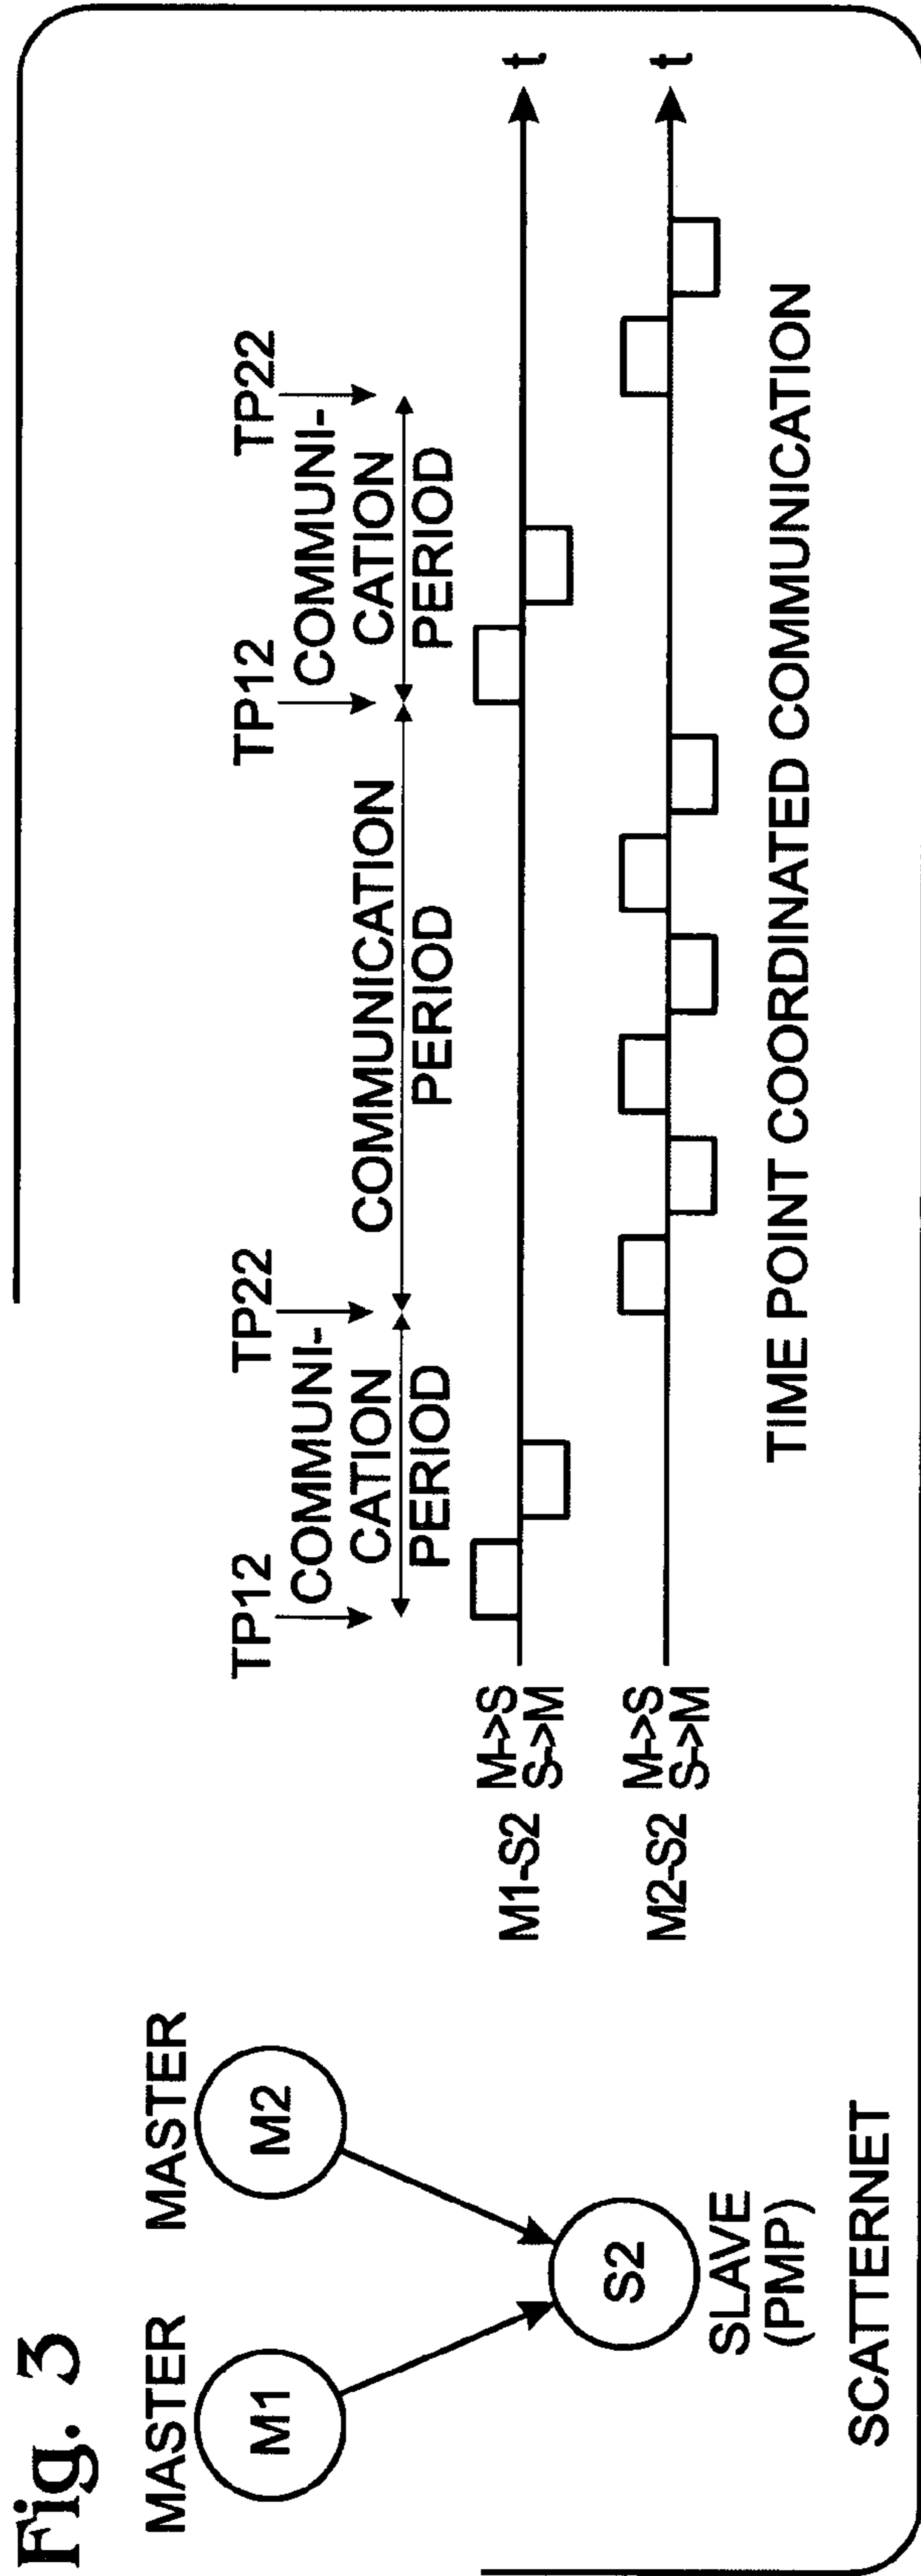 Fig. 3
MASTER MASTER
M1 M2
S2
SLAVE
(PMP)
SCATTERNET
TP12 TP22 TP12 TP22
COMMUNI-
CATION
PERIOD
COMMUNICATION
PERIOD
COMMUNI-
CATION
PERIOD
M1-S2 M->S
S->M
t
M2-S2 M->S
S->M
t
TIME POINT COORDINATED COMMUNICATION